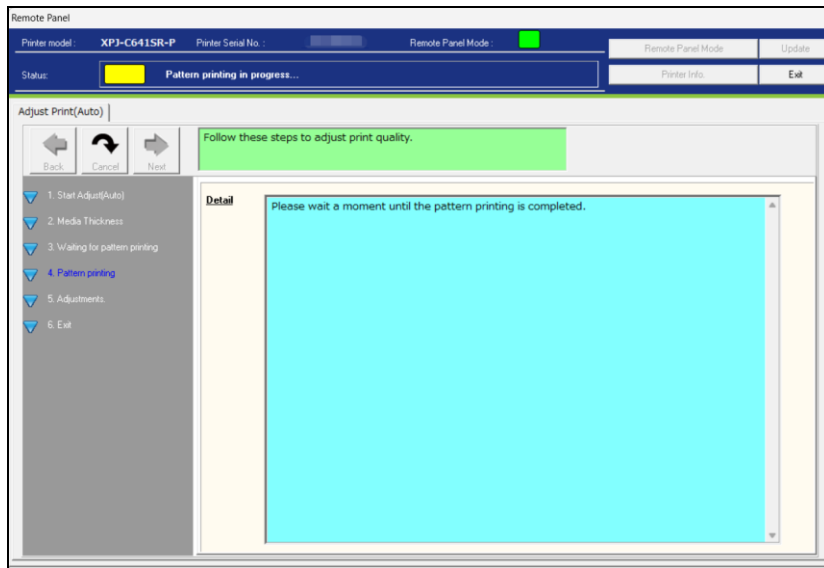 Remote Panel
Printer model : XPJ-C641SR-P Printer Serial No. : Remote Panel Mode : Remote Panel Mode Update
Status: Pattern printing in progress... Printer Info. Exit
Adjust Print(Auto)
Back Cancel Next
Follow these steps to adjust print quality.
1. Start Adjust(Auto)
2. Media Thickness
3. Waiting for pattern printing
4. Pattern printing
5. Adjustments.
6. Exit
Detail
Please wait a moment until the pattern printing is completed.